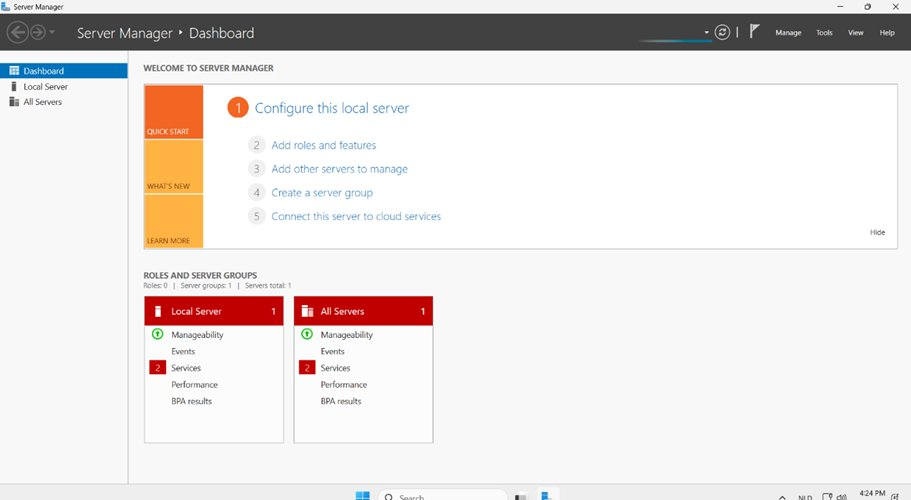 Server Manager
Server Manager • Dashboard
Manage Tools View Help
Dashboard
Local Server
All Servers
WELCOME TO SERVER MANAGER
QUICK START
WHAT'S NEW
LEARN MORE
1 Configure this local server
2 Add roles and features
3 Add other servers to manage
4 Create a server group
5 Connect this server to cloud services
Hide
ROLES AND SERVER GROUPS
Roles: 0 | Server groups: 1 | Servers total: 1
Local Server 1
Manageability
Events
2 Services
Performance
BPA results
All Servers 1
Manageability
Events
2 Services
Performance
BPA results
Search
NLD
4:24 PM